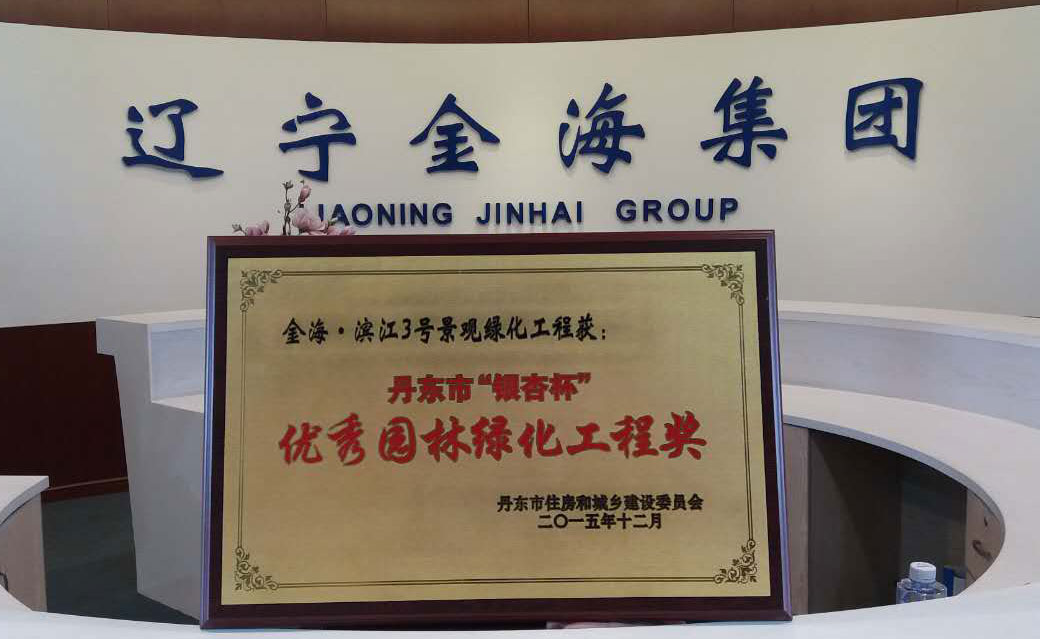 辽宁金海集团
LIAONING JINHAI GROUP
金海·滨江3号景观绿化工程获：
丹东市“银杏杯”
优秀园林绿化工程奖
丹东市住房和城乡建设委员会
二〇一五年十二月